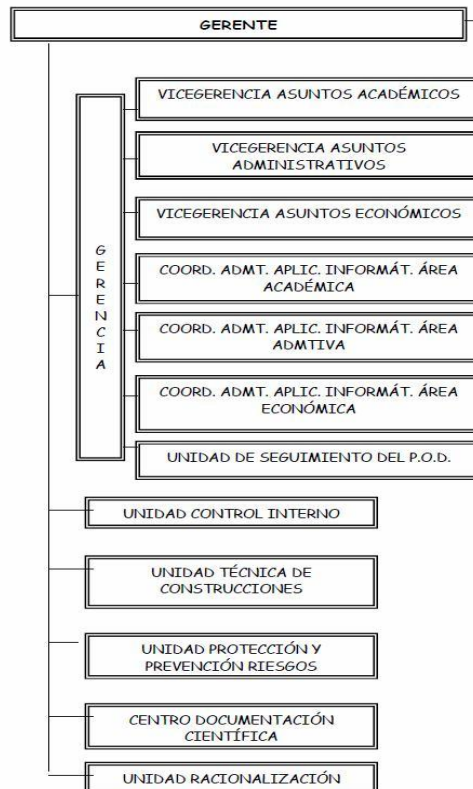 GERENTE
VICEGERENCIA ASUNTOS ACADÉMICOS
VICEGERENCIA ASUNTOS
ADMINISTRATIVOS
VICEGERENCIA ASUNTOS ECONÓMICOS
GERENCIA
COORD. ADMT. APLIC. INFORMÁT. ÁREA
ACADÉMICA
COORD. ADMT. APLIC. INFORMÁT. ÁREA
ADMTIVA
COORD. ADMT. APLIC. INFORMÁT. ÁREA
ECONÓMICA
UNIDAD DE SEGUIMIENTO DEL P.O.D.
UNIDAD CONTROL INTERNO
UNIDAD TÉCNICA DE
CONSTRUCCIONES
UNIDAD PROTECCIÓN Y
PREVENCIÓN RIESGOS
CENTRO DOCUMENTACIÓN
CIENTÍFICA
UNIDAD RACIONALIZACIÓN